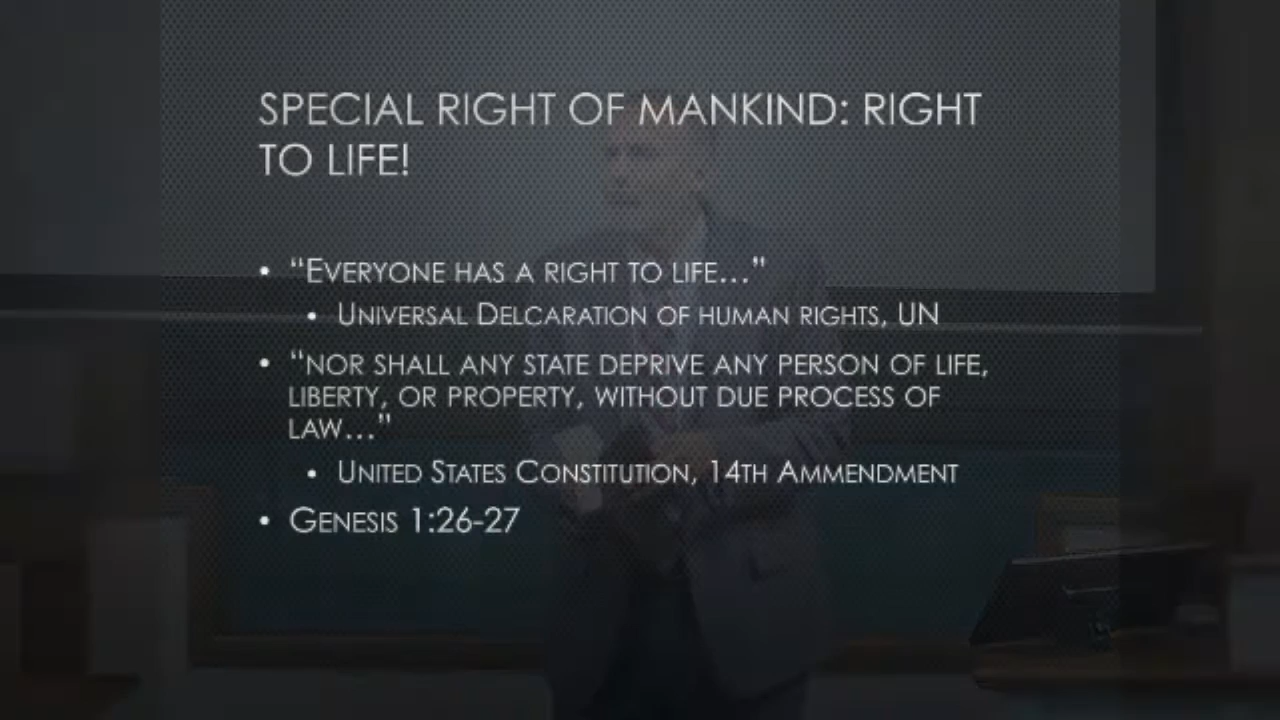 SPECIAL RIGHT OF MANKIND: RIGHT
TO LIFE!
• “EVERYONE HAS A RIGHT TO LIFE…”
• UNIVERSAL DELCARATION OF HUMAN RIGHTS, UN
• “NOR SHALL ANY STATE DEPRIVE ANY PERSON OF LIFE,
LIBERTY, OR PROPERTY, WITHOUT DUE PROCESS OF
LAW…”
• UNITED STATES CONSTITUTION, 14TH AMMENDMENT
• GENESIS 1:26-27